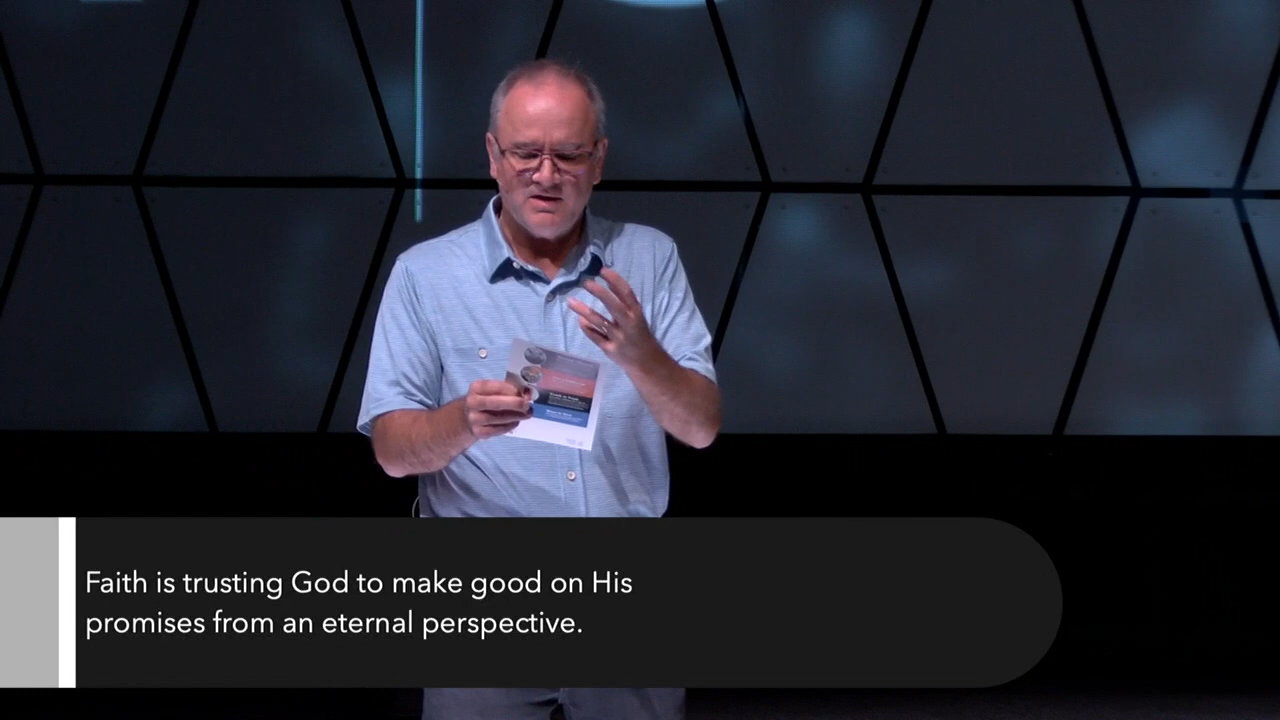 Faith is trusting God to make good on His
promises from an eternal perspective.